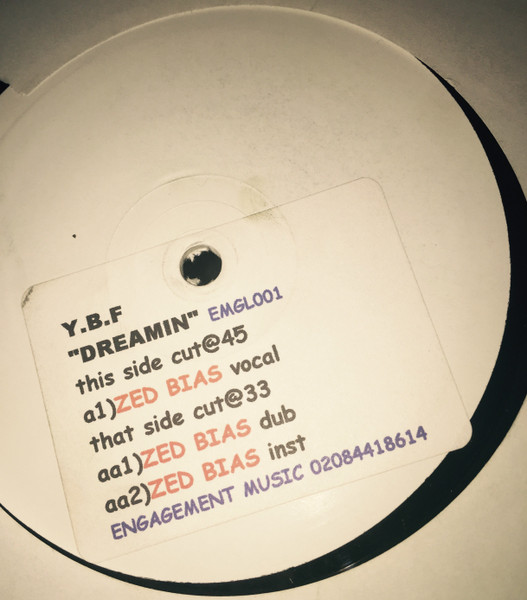 Y.B.F
"DREAMIN" EMGL001
this side cut@45
a1)ZED BIAS vocal
that side cut@33
aa1)ZED BIAS dub
aa2)ZED BIAS inst
ENGAGEMENT MUSIC 02084418614